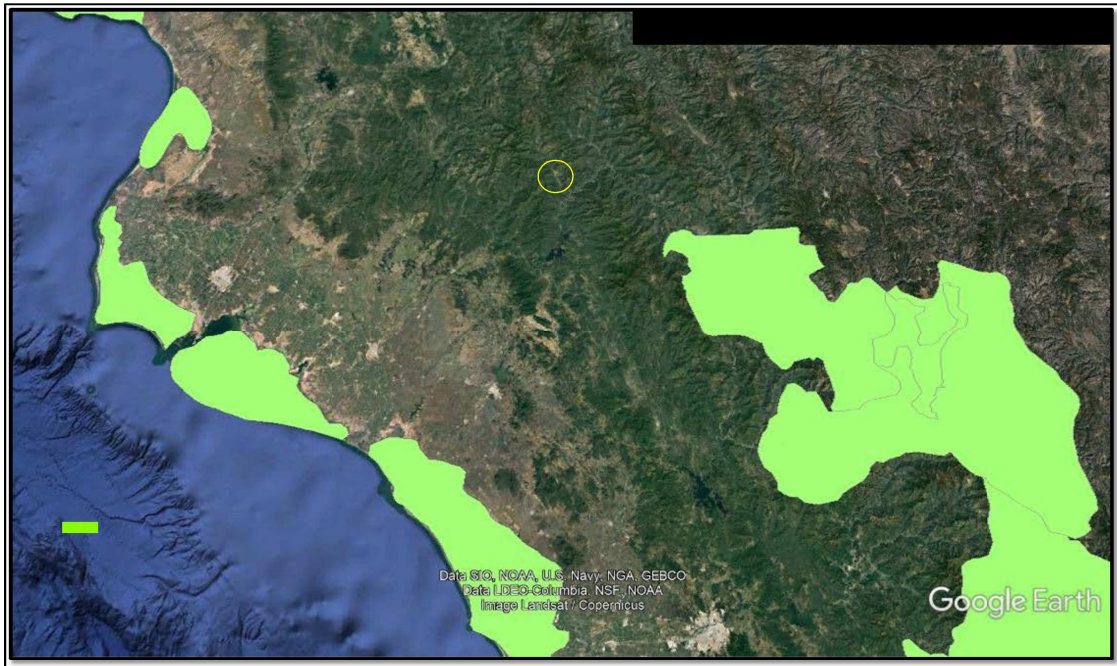 Data SIO, NOAA, U.S. Navy, NGA, GEBCO
Data LDEO-Columbia, NSF, NOAA
Image Landsat / Copernicus
Google Earth